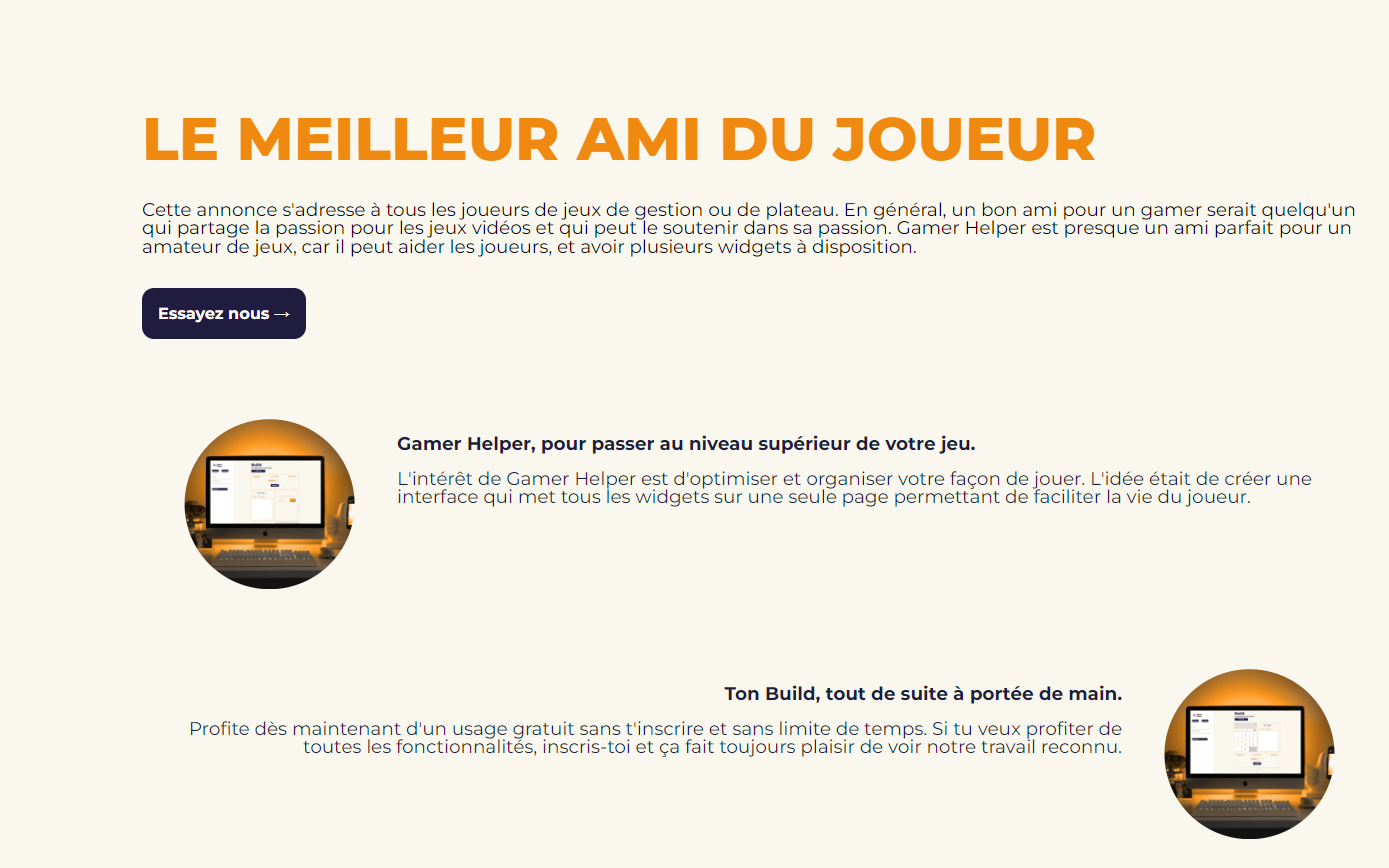 LE MEILLEUR AMI DU JOUEUR
Cette annonce s'adresse à tous les joueurs de jeux de gestion ou de plateau. En général, un bon ami pour un gamer serait quelqu'un
qui partage la passion pour les jeux vidéos et qui peut le soutenir dans sa passion. Gamer Helper est presque un ami parfait pour un
amateur de jeux, car il peut aider les joueurs, et avoir plusieurs widgets à disposition.
Essayez nous →
Gamer Helper, pour passer au niveau supérieur de votre jeu.
L'intérêt de Gamer Helper est d'optimiser et organiser votre façon de jouer. L'idée était de créer une
interface qui met tous les widgets sur une seule page permettant de faciliter la vie du joueur.
Build
Ton Build, tout de suite à portée de main.
Profite dès maintenant d'un usage gratuit sans t'inscrire et sans limite de temps. Si tu veux profiter de
toutes les fonctionnalités, inscris-toi et ça fait toujours plaisir de voir notre travail reconnu.
Build